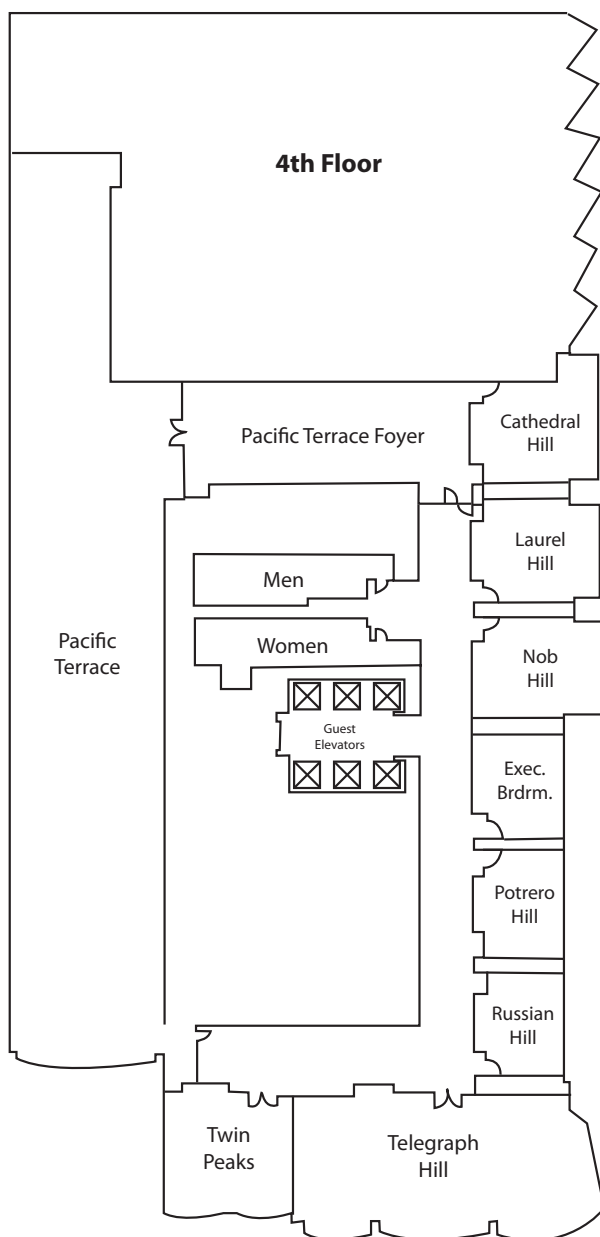 4th Floor
Pacific Terrace Foyer
Cathedral
Hill
Laurel
Hill
Men
Women
Pacific
Terrace
Nob
Hill
Guest
Elevators
Exec.
Brdrm.
Potrero
Hill
Russian
Hill
Twin
Peaks
Telegraph
Hill